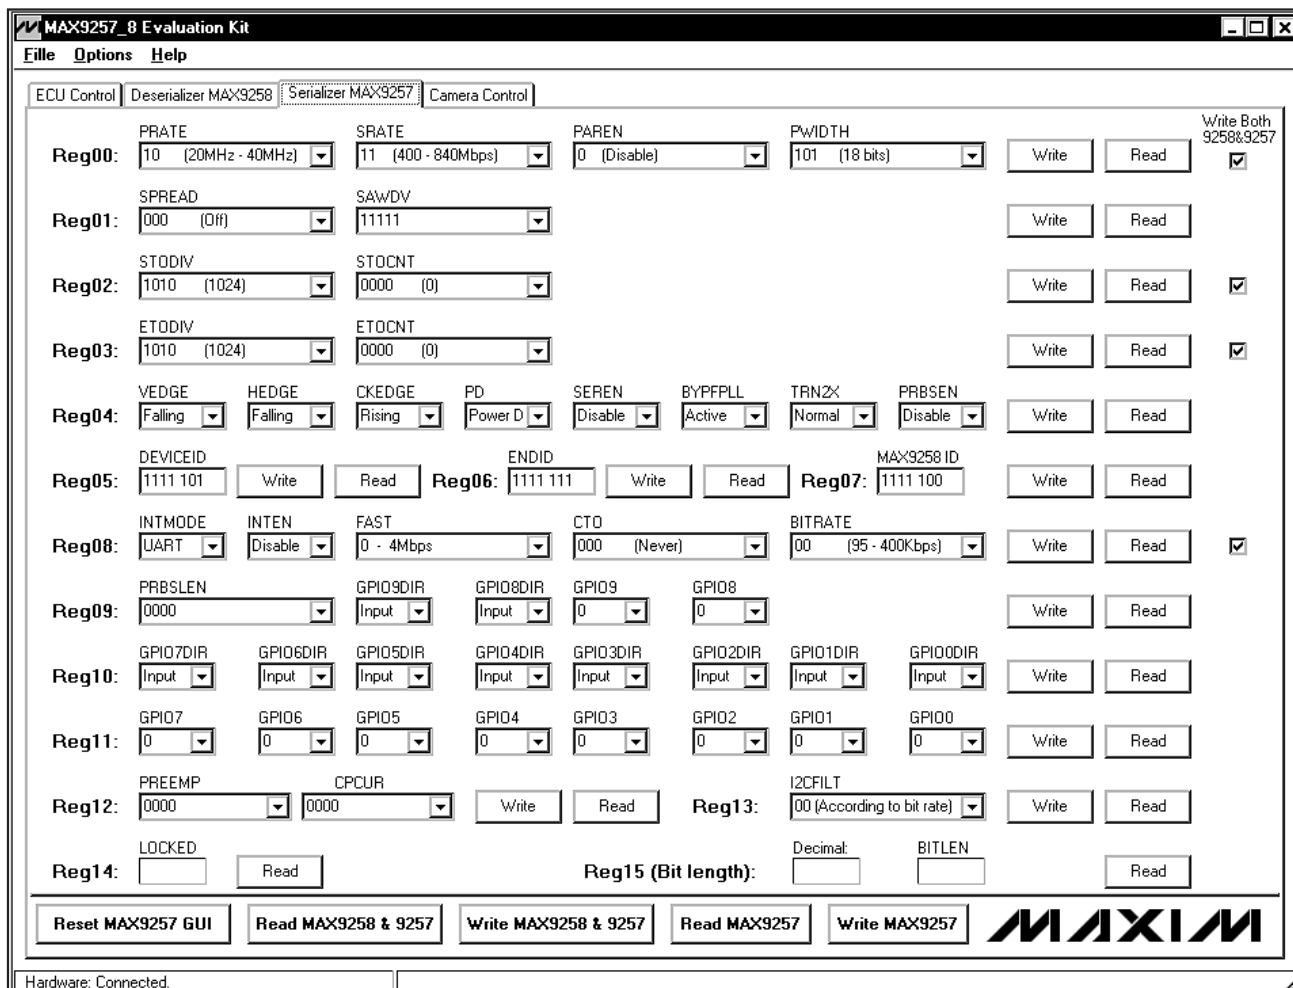 MAX9257_8 Evaluation Kit
Fille Options Help
ECU Control Deserializer MAX9258 Serializer MAX9257 Camera Control
Write Both
9258&9257
PRATE SRATE PAREN PWIDTH
Reg00: 10 (20MHz - 40MHz) 11 (400 - 840Mbps) 0 (Disable) 101 (18 bits) Write Read
SPREAD SAWDV
Reg01: 000 (Off) 11111 Write Read
STODIV STOCNT
Reg02: 1010 (1024) 0000 (0) Write Read
ETODIV ETOCNT
Reg03: 1010 (1024) 0000 (0) Write Read
VEDGE HEDGE CKEDGE PD SEREN BYPFPLL TRN2X PRBSEN
Reg04: Falling Falling Rising Power D Disable Active Normal Disable Write Read
DEVICEID ENDID MAX9258 ID
Reg05: 1111 101 Write Read Reg06: 1111 111 Write Read Reg07: 1111 100 Write Read
INTMODE INTEN FAST CTO BITRATE
Reg08: UART Disable 0 - 4Mbps 000 (Never) 00 (95 - 400Kbps) Write Read
PRBSLEN GPIO9DIR GPIO8DIR GPIO9 GPIO8
Reg09: 0000 Input Input 0 0 Write Read
GPIO7DIR GPIO6DIR GPIO5DIR GPIO4DIR GPIO3DIR GPIO2DIR GPIO1DIR GPIO0DIR
Reg10: Input Input Input Input Input Input Input Input Write Read
GPIO7 GPIO6 GPIO5 GPIO4 GPIO3 GPIO2 GPIO1 GPIO0
Reg11: 0 0 0 0 0 0 0 0 Write Read
PREEMP CPCUR I2CFILT
Reg12: 0000 0000 Write Read Reg13: 00 (According to bit rate) Write Read
LOCKED Decimal: BITLEN
Reg14: Read Reg15 (Bit length): Read
Reset MAX9257 GUI Read MAX9258 & 9257 Write MAX9258 & 9257 Read MAX9257 Write MAX9257 MAXIM
Hardware: Connected.